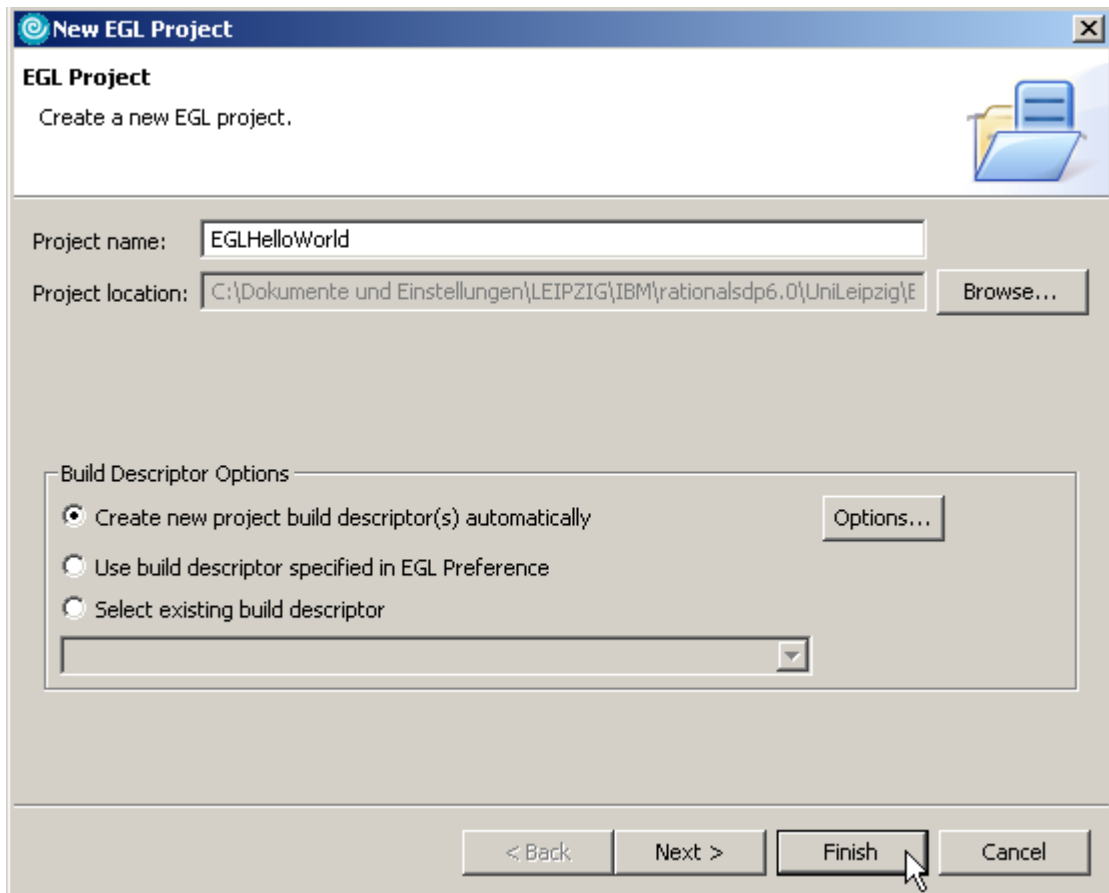 New EGL Project
EGL Project
Create a new EGL project.
Project name: EGLHelloWorld
Project location: C:\Dokumente und Einstellungen\LEIPZIG\IBM\rationalsdp6.0\UniLeipzig\E Browse...
Build Descriptor Options
Create new project build descriptor(s) automatically Options...
Use build descriptor specified in EGL Preference
Select existing build descriptor
< Back Next > Finish Cancel